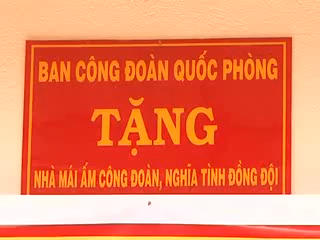 BAN CÔNG ĐOÀN QUỐC PHÒNG
TẶNG
NHÀ MÁI ẤM CÔNG ĐOÀN, NGHĨA TÌNH ĐỒNG ĐỘI